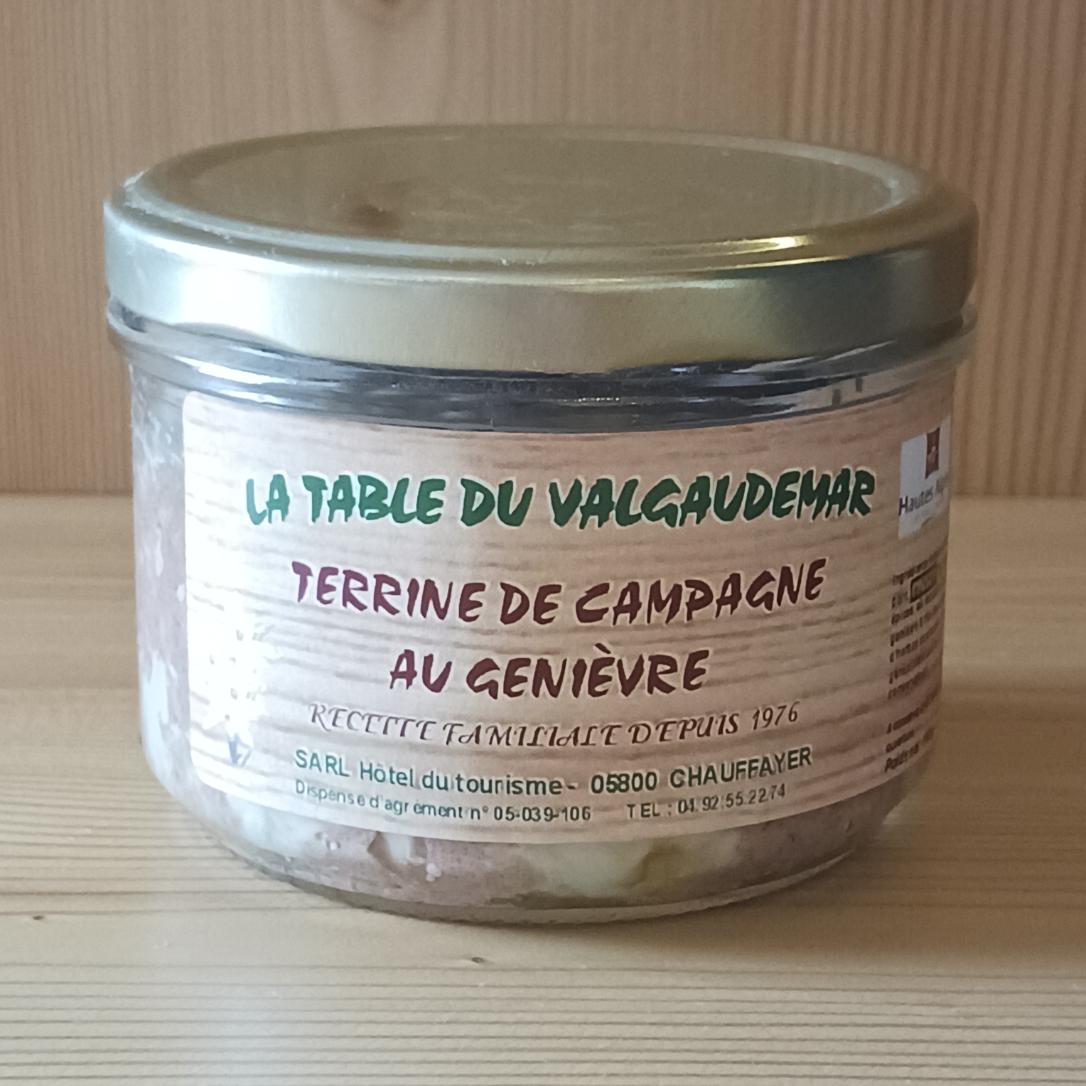 LA TABLE DU VALGAUDEMAR
Hautes
TERRINE DE CAMPAGNE
AU GENIÈVRE
RECETTE FAMILIALE DEPUIS 1976
SARL Hôtel du tourisme - 05800 CHAUFFAYER
Dispense d'agrément n° 05-039-106 TEL : 04.92.55.22.74